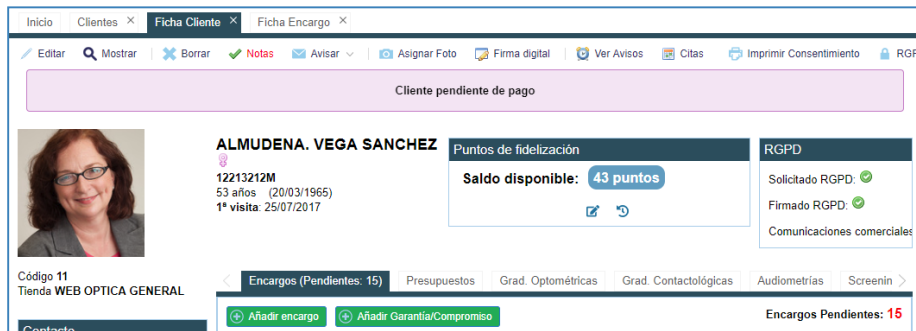 Inicio Clientes × Ficha Cliente × Ficha Encargo ×
Editar Mostrar Borrar Notas Avisar Asignar Foto Firma digital Ver Avisos Citas Imprimir Consentimiento RGP
Cliente pendiente de pago
ALMUDENA. VEGA SANCHEZ
12213212M
53 años (20/03/1965)
1ª visita: 25/07/2017
Puntos de fidelización
Saldo disponible: 43 puntos
RGPD
Solicitado RGPD:
Firmado RGPD:
Comunicaciones comerciales
Código 11
Tienda WEB OPTICA GENERAL
Encargos (Pendientes: 15) Presupuestos Grad. Optométricas Grad. Contactológicas Audiometrías Screenin
Añadir encargo Añadir Garantía/Compromiso Encargos Pendientes: 15
Contacto